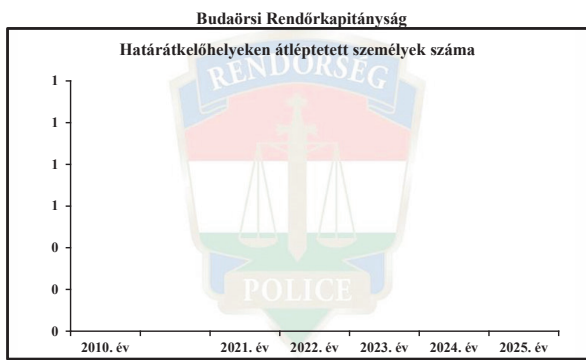 Budaörsi Rendőrkapitányság
Határátkelőhelyeken átléptetett személyek száma
RENDŐRSÉG
1
1
1
1
0
0
0
POLICE
2010. év 2021. év 2022. év 2023. év 2024. év 2025. év